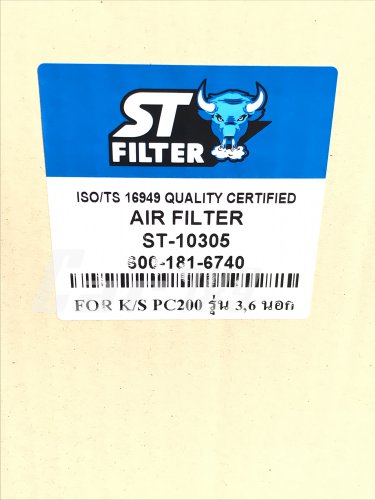 ST
FILTER
ISO/TS 16949 QUALITY CERTIFIED
AIR FILTER
ST-10305
600-181-6740
FOR K/S PC200 รุ่น 3,6 นอก